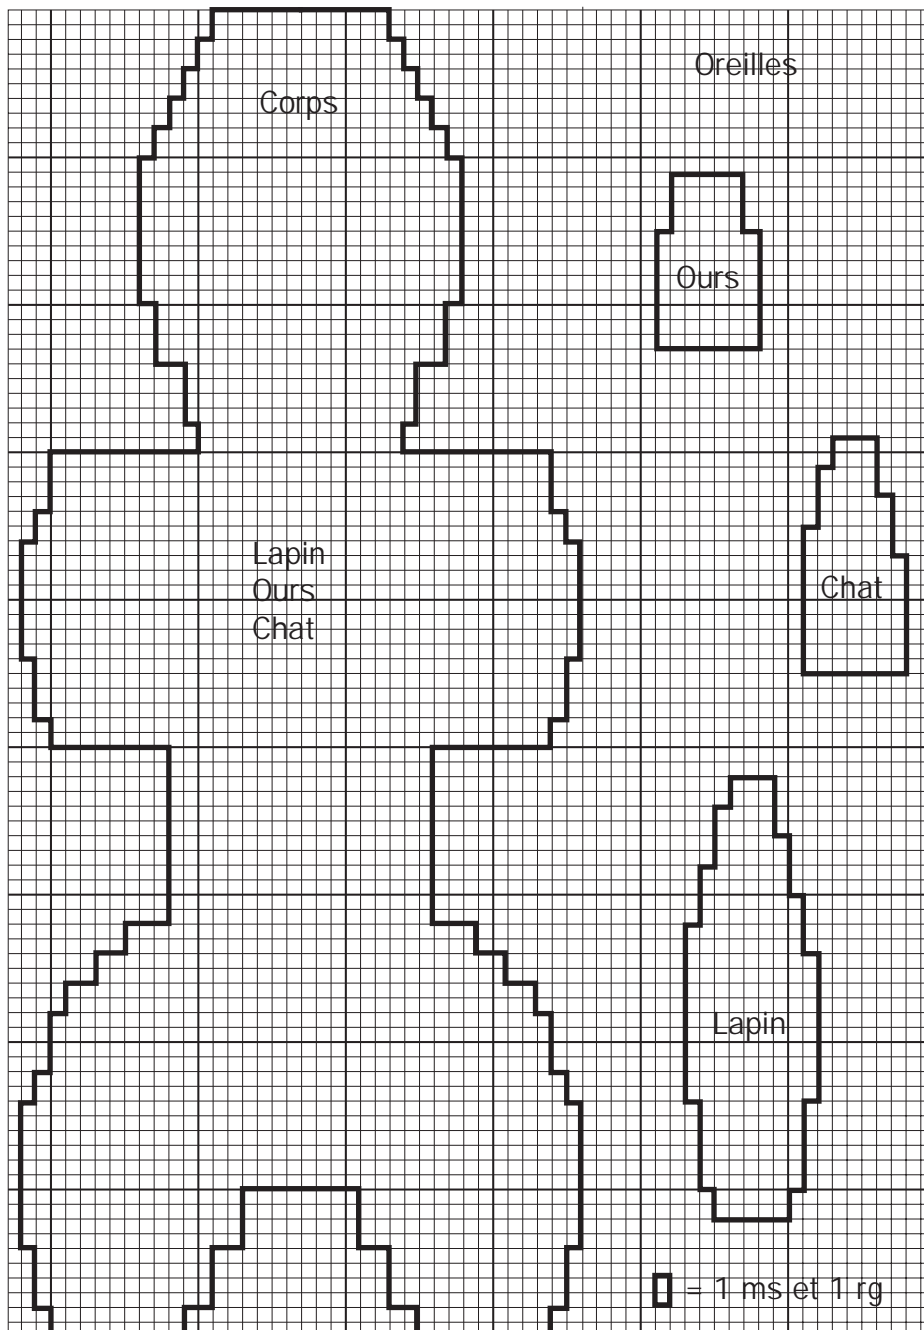 Oreilles
Corps
Ours
Lapin
Ours
Chat
Chat
Lapin
= 1 ms et 1 rg